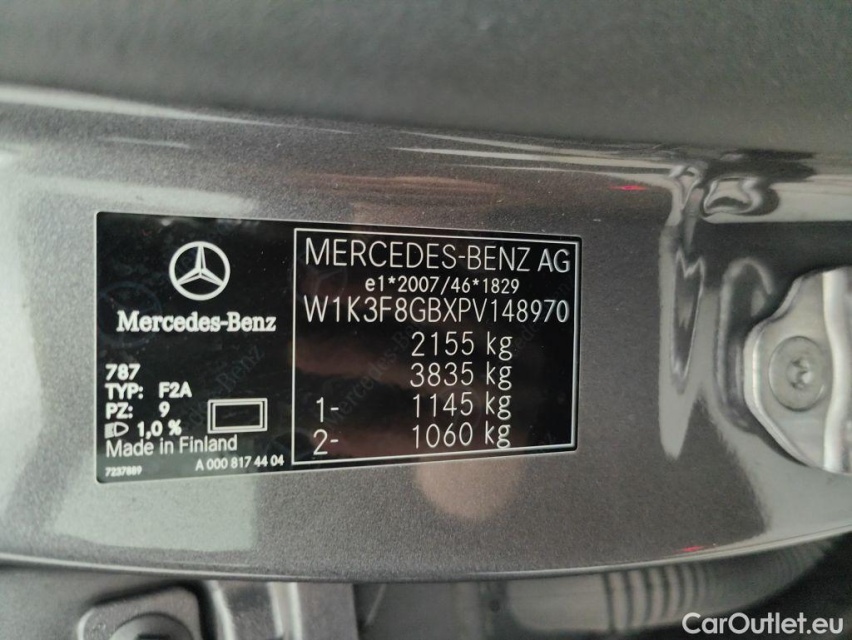 Mercedes-Benz
787
TYP: F2A
PZ: 9
1,0 %
Made in Finland
7237889
A 000 817 44 04
MERCEDES-BENZ AG
e1*2007/46*1829
W1K3F8GBXPV148970
2155 kg
3835 kg
1- 1145 kg
2- 1060 kg
CarOutlet.eu